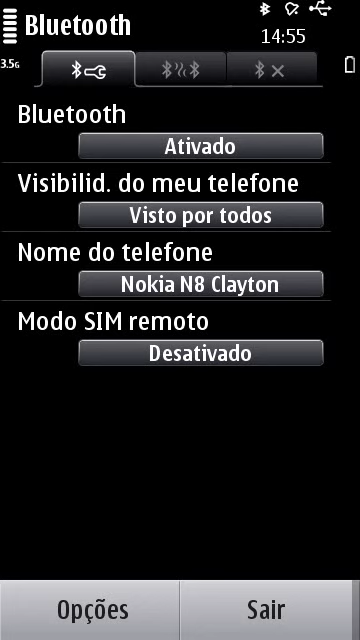 Bluetooth
14:55
3.5G
Bluetooth
Ativado
Visibilid. do meu telefone
Visto por todos
Nome do telefone
Nokia N8 Clayton
Modo SIM remoto
Desativado
Opções
Sair